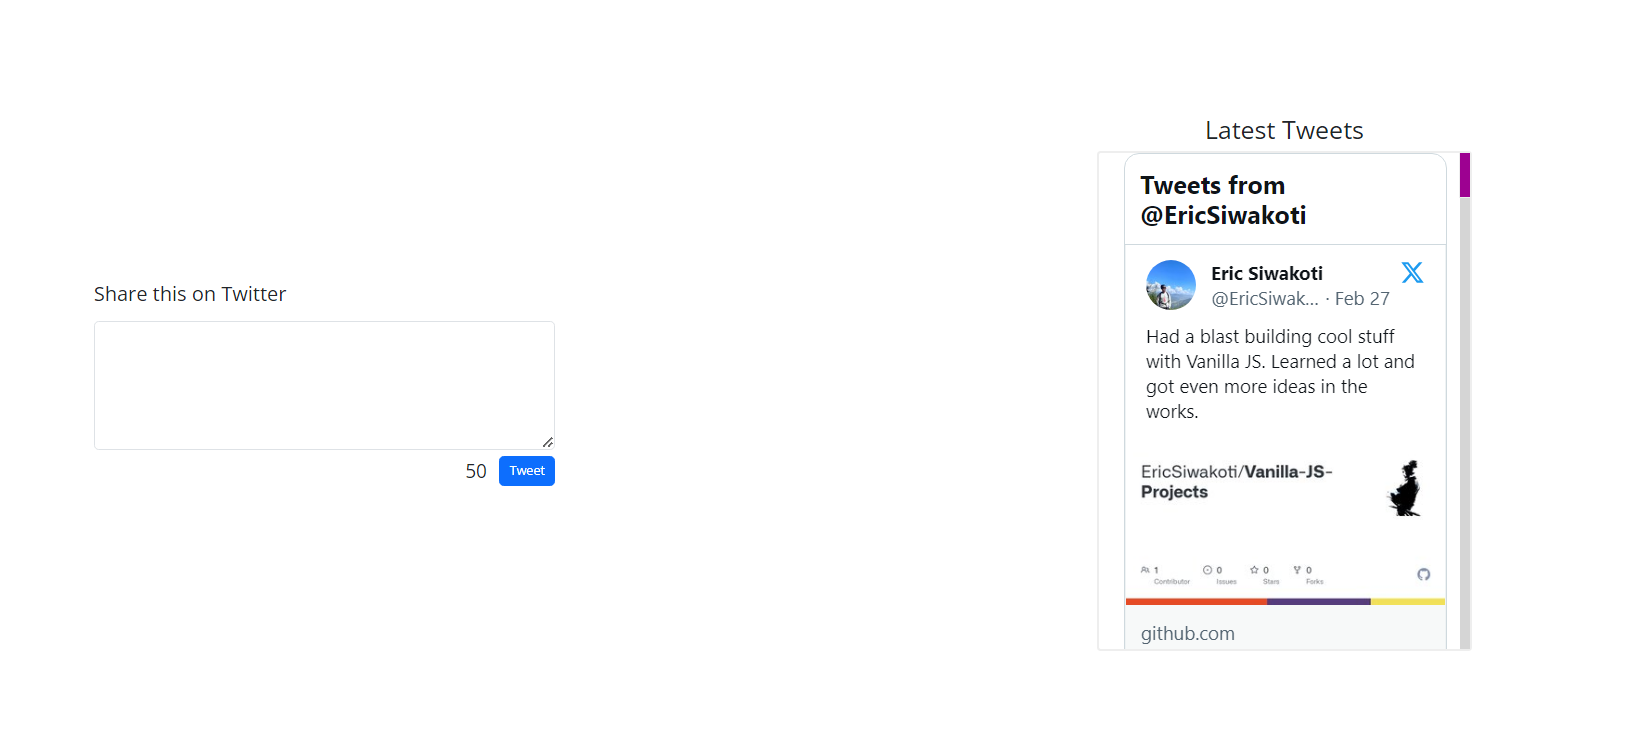 Share this on Twitter
50 Tweet
Latest Tweets
Tweets from
@EricSiwakoti
Eric Siwakoti
@EricSiwak... · Feb 27
Had a blast building cool stuff
with Vanilla JS. Learned a lot and
got even more ideas in the
works.
EricSiwakoti/Vanilla-JS-
Projects
1 0 0 0
Contributor Issues Stars Forks
github.com